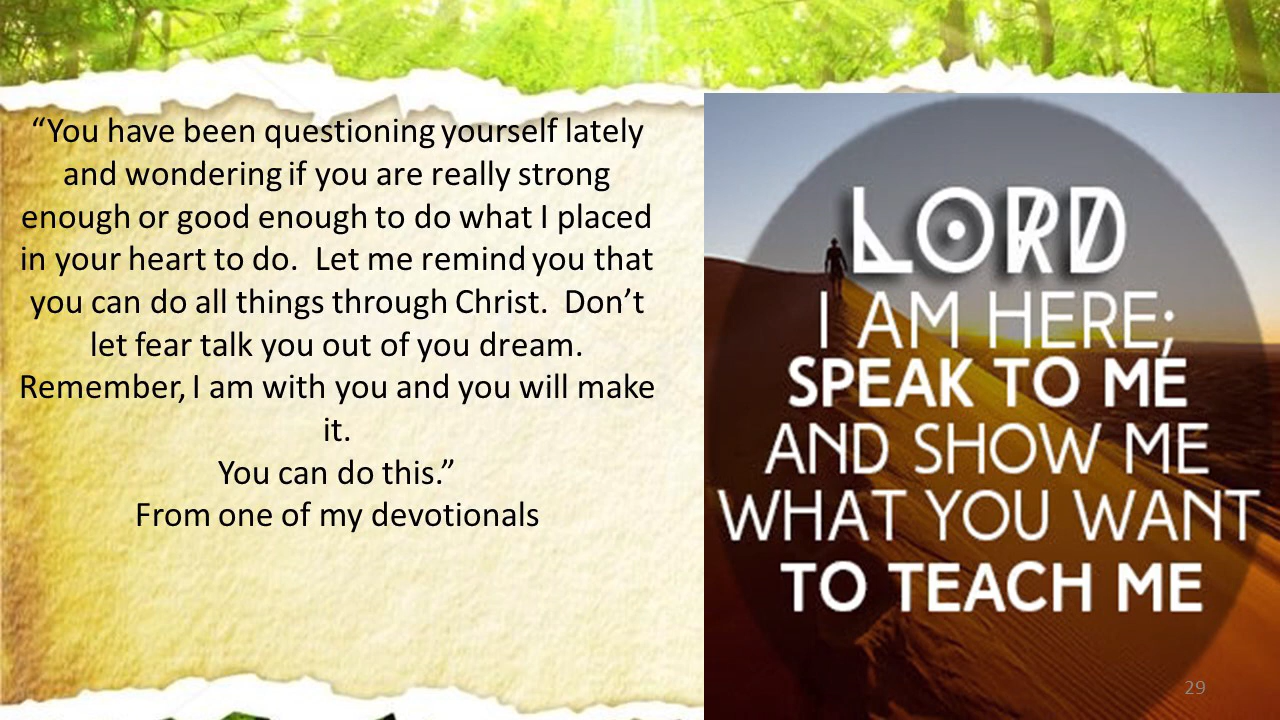 “You have been questioning yourself lately
and wondering if you are really strong
enough or good enough to do what I placed
in your heart to do.  Let me remind you that
you can do all things through Christ.  Don’t
let fear talk you out of you dream.
Remember, I am with you and you will make
it.
You can do this.”
From one of my devotionals
LORD
I AM HERE;
SPEAK TO ME
AND SHOW ME
WHAT YOU WANT
TO TEACH ME
29